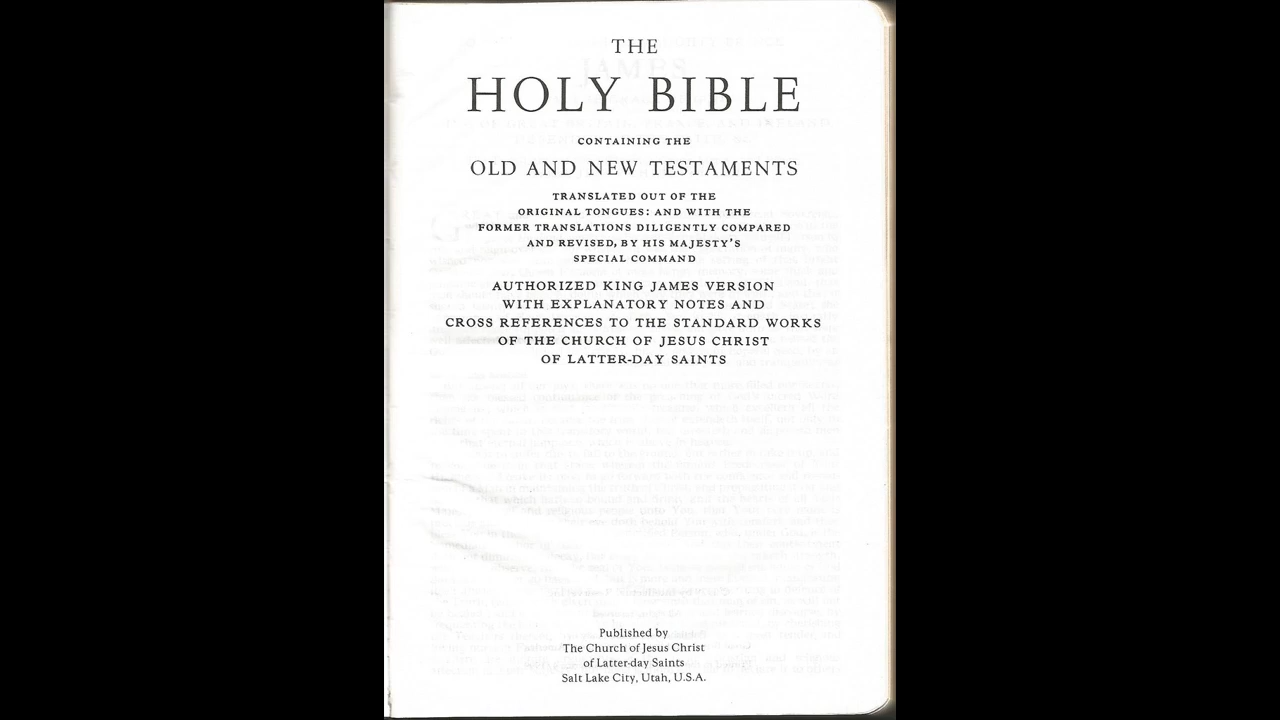 THE
HOLY BIBLE
CONTAINING THE
OLD AND NEW TESTAMENTS
TRANSLATED OUT OF THE
ORIGINAL TONGUES: AND WITH THE
FORMER TRANSLATIONS DILIGENTLY COMPARED
AND REVISED, BY HIS MAJESTY'S
SPECIAL COMMAND
AUTHORIZED KING JAMES VERSION
WITH EXPLANATORY NOTES AND
CROSS REFERENCES TO THE STANDARD WORKS
OF THE CHURCH OF JESUS CHRIST
OF LATTER-DAY SAINTS
Published by
The Church of Jesus Christ
of Latter-day Saints
Salt Lake City, Utah, U.S.A.